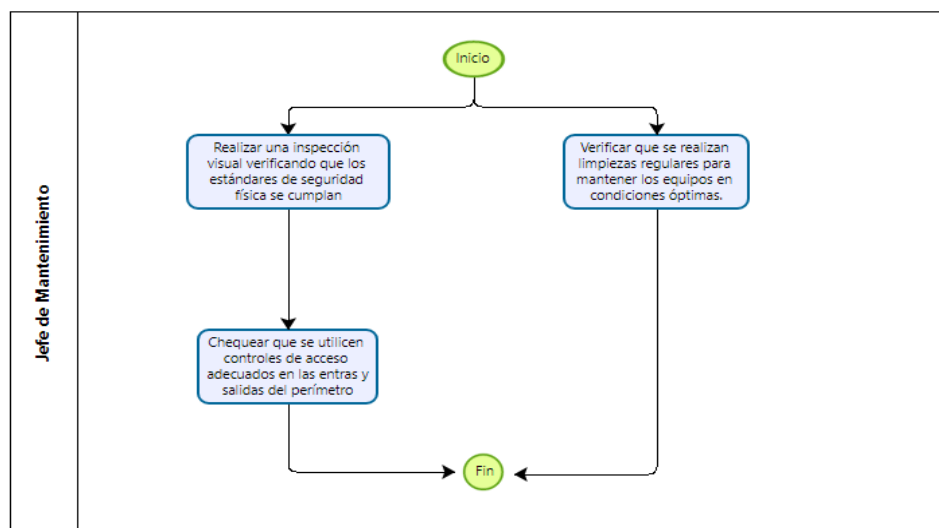 Jefe de Mantenimiento
Inicio
Realizar una inspección
visual verificando que los
estándares de seguridad
física se cumplan
Verificar que se realizan
limpiezas regulares para
mantener los equipos en
condiciones óptimas.
Chequear que se utilicen
controles de acceso
adecuados en las entras y
salidas del perímetro
Fin